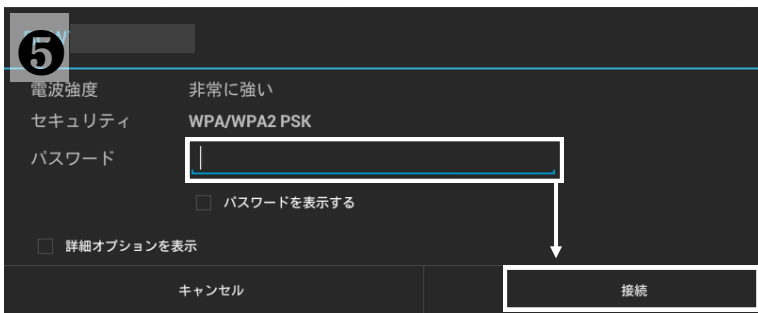 ❺
電波強度 非常に強い
セキュリティ WPA/WPA2 PSK
パスワード
パスワードを表示する
詳細オプションを表示
キャンセル 接続